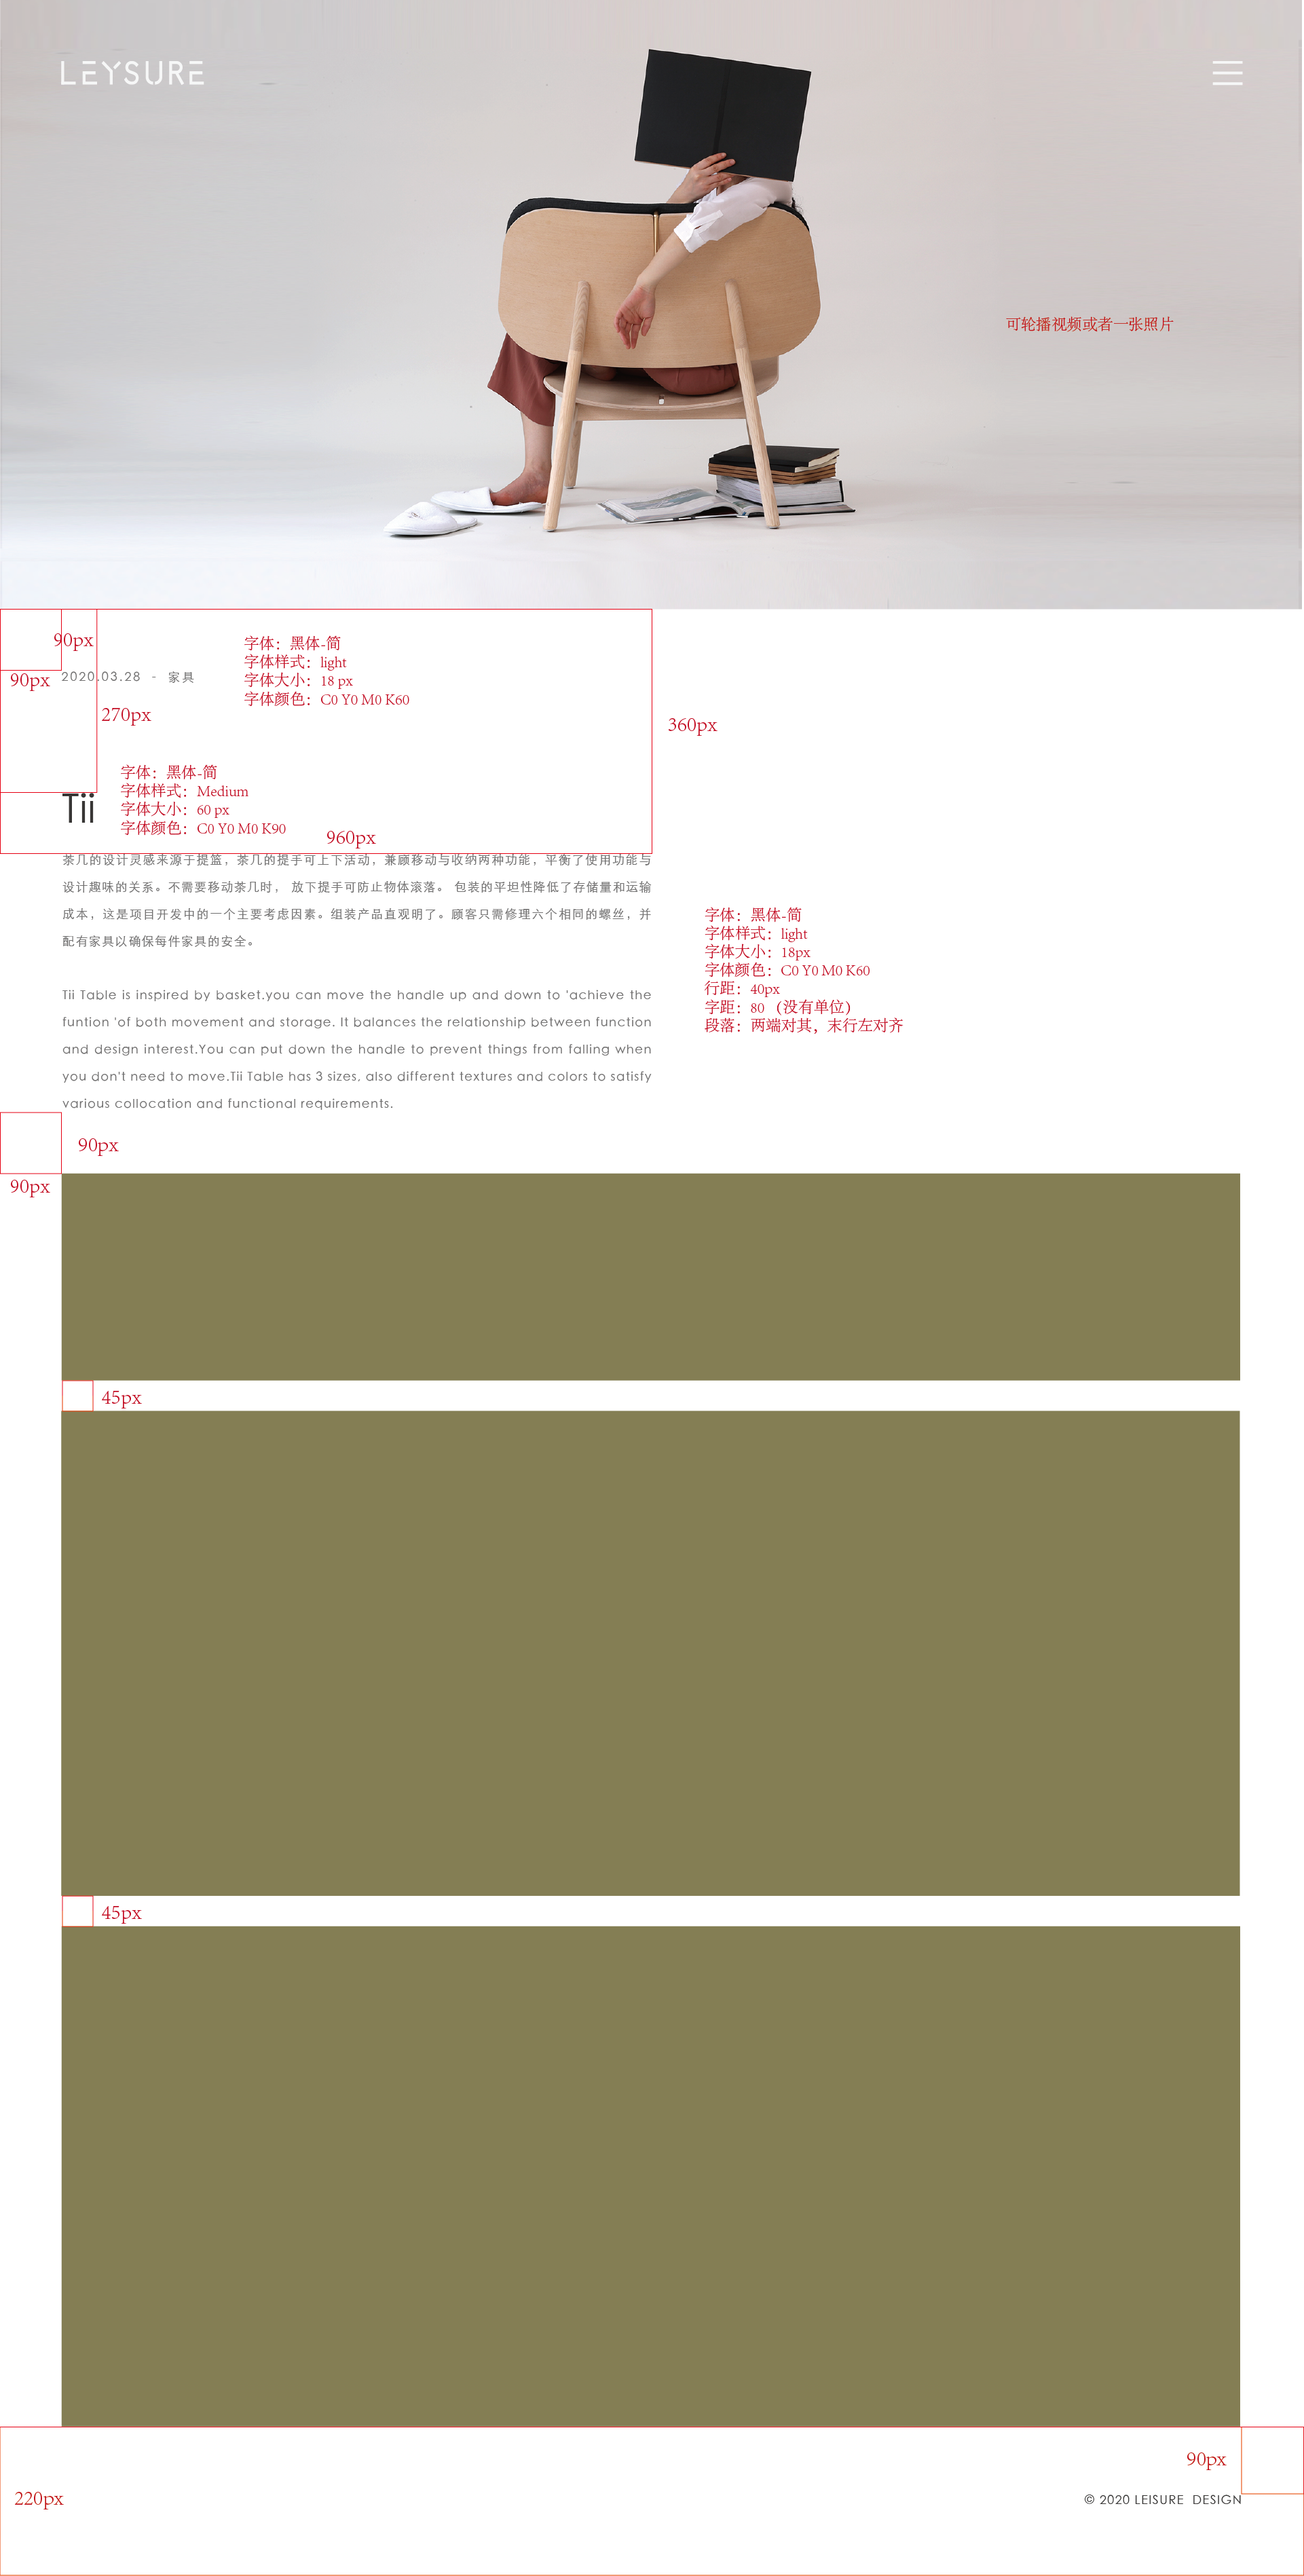 LEYSURE
可轮播视频或者一张照片
90px
90px
2020.03.28 - 家具
字体：黑体-简
字体样式：light
字体大小：18 px
字体颜色：C0 Y0 M0 K60
270px
360px
Tii
字体：黑体-简
字体样式：Medium
字体大小：60 px
字体颜色：C0 Y0 M0 K90
960px
茶几的设计灵感来源于提篮，茶几的提手可上下活动，兼顾移动与收纳两种功能，平衡了使用功能与
设计趣味的关系。不需要移动茶几时， 放下提手可防止物体滚落。 包装的平坦性降低了存储量和运输
成本，这是项目开发中的一个主要考虑因素。组装产品直观明了。顾客只需修理六个相同的螺丝，并
配有家具以确保每件家具的安全。
字体：黑体-简
字体样式：light
字体大小：18px
字体颜色：C0 Y0 M0 K60
行距：40px
字距：80 （没有单位）
段落：两端对其，末行左对齐
Tii Table is inspired by basket.you can move the handle up and down to 'achieve the
funtion 'of both movement and storage. It balances the relationship between function
and design interest.You can put down the handle to prevent things from falling when
you don't need to move.Tii Table has 3 sizes, also different textures and colors to satisfy
various collocation and functional requirements.
90px
90px
45px
45px
90px
220px
© 2020 LEISURE DESIGN